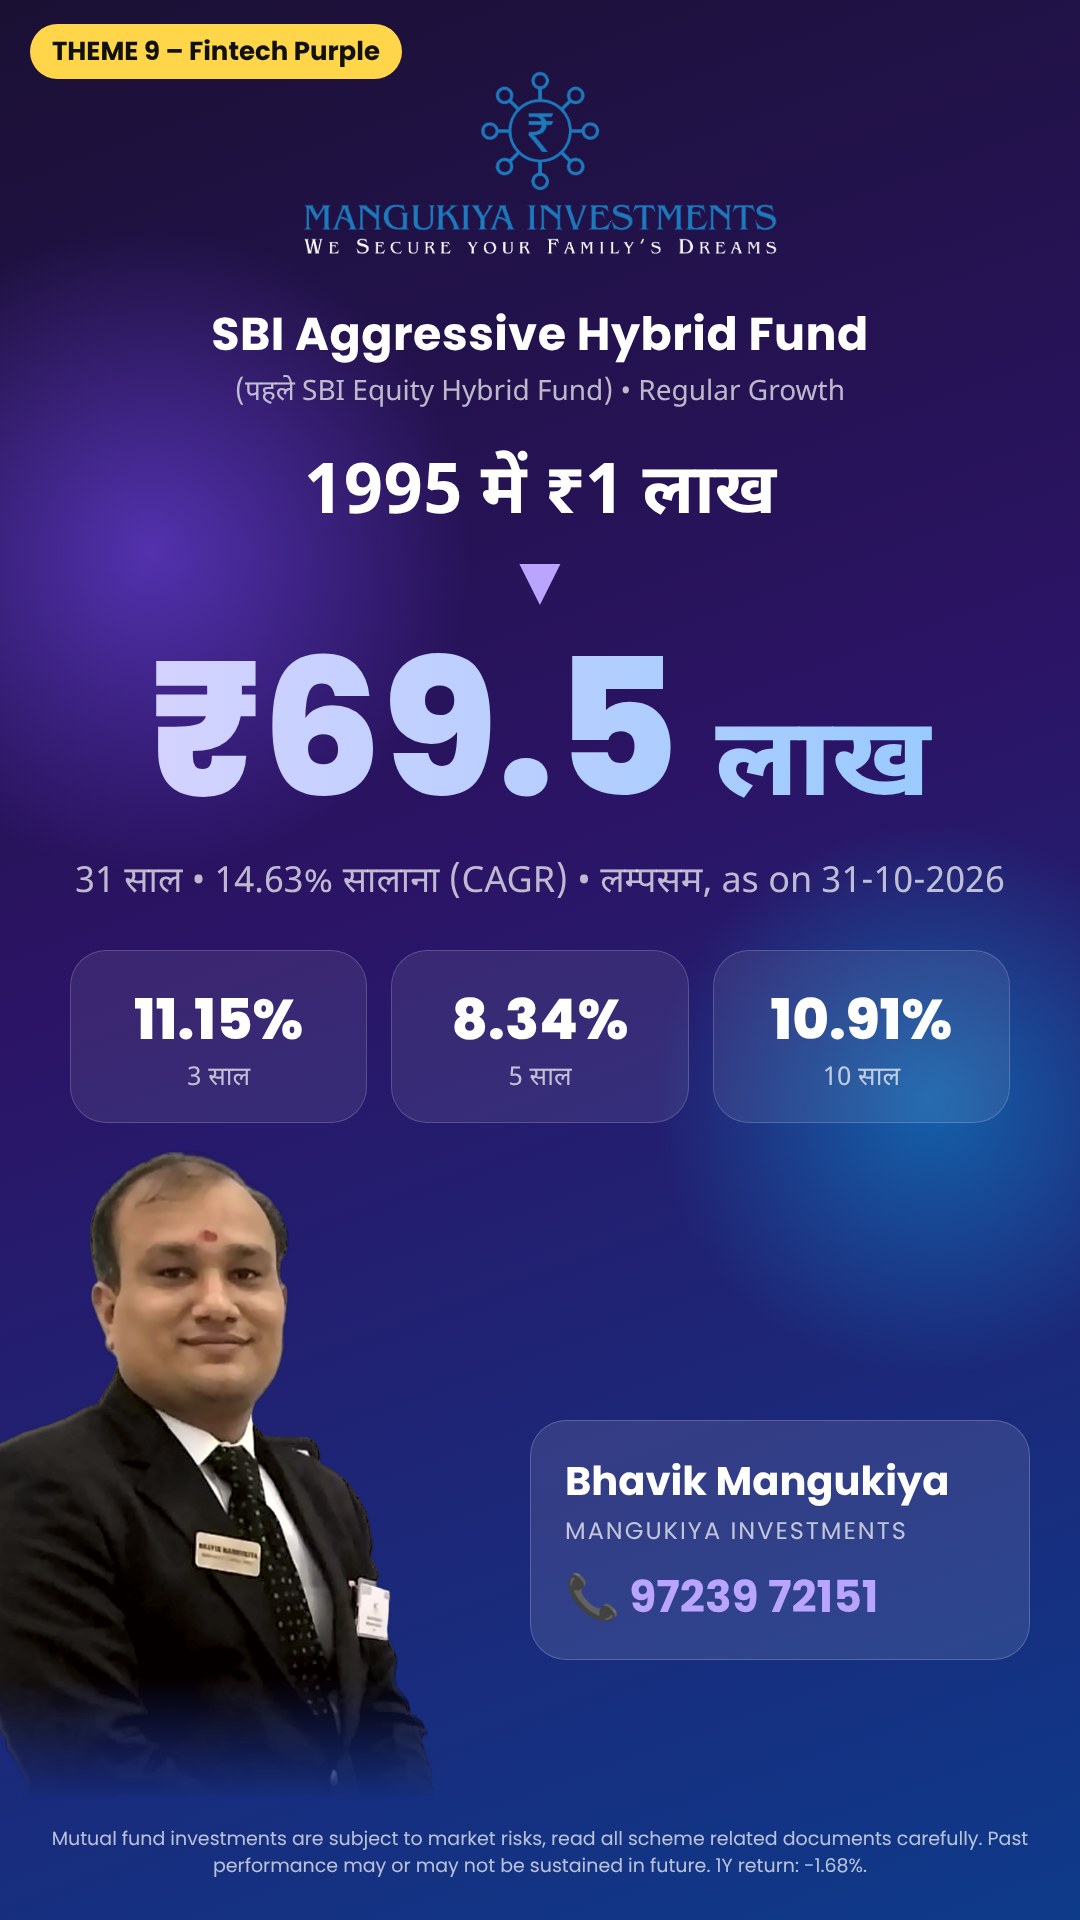 THEME 9 – Fintech Purple
₹
MANGUKIYA INVESTMENTS
WE SECURE YOUR FAMILY'S DREAMS
SBI Aggressive Hybrid Fund
(पहले SBI Equity Hybrid Fund) • Regular Growth
1995 में ₹1 लाख
▼
₹69.5 लाख
31 साल • 14.63% सालाना (CAGR) • लम्पसम, as on 31-10-2026
11.15% 8.34% 10.91%
3 साल 5 साल 10 साल
Bhavik Mangukiya
MANGUKIYA INVESTMENTS
📞 97239 72151
BHAVIK MANGUKIYA
Mutual fund investments are subject to market risks, read all scheme related documents carefully. Past
performance may or may not be sustained in future. 1Y return: -1.68%.